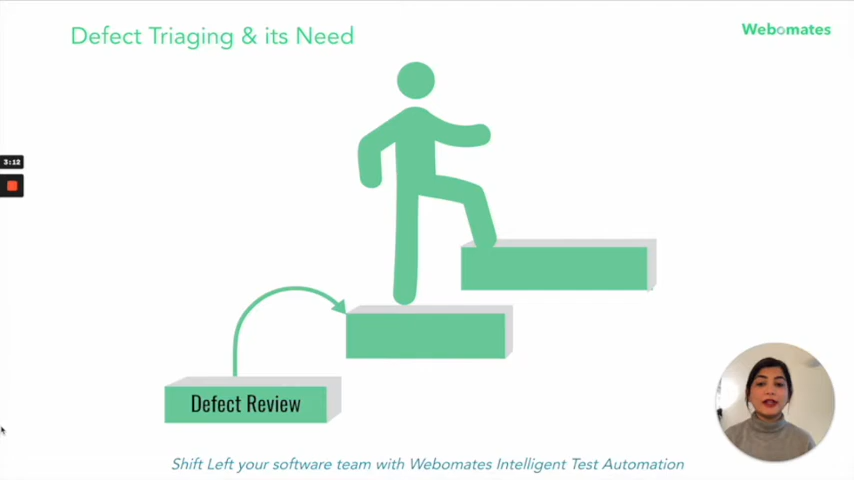 Defect Triaging & its Need
Webomates
3:12
Defect Review
Shift Left your software team with Webomates Intelligent Test Automation